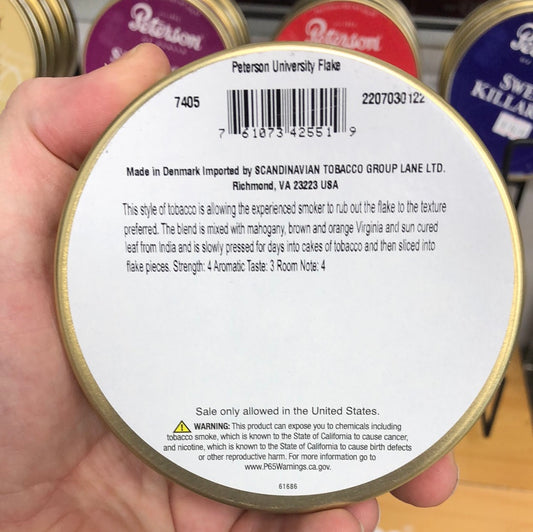 Peterson
Peterson
Pe
SWE
KILLAR
Peterson University Flake
7405
2207030122
7 61073 42551 9
Made in Denmark Imported by SCANDINAVIAN TOBACCO GROUP LANE LTD.
Richmond, VA 23223 USA
This style of tobacco is allowing the experienced smoker to rub out the flake to the texture
preferred. The blend is mixed with mahogany, brown and orange Virginia and sun cured
leaf from India and is slowly pressed for days into cakes of tobacco and then sliced into
flake pieces. Strength: 4 Aromatic Taste: 3 Room Note: 4
Sale only allowed in the United States.
WARNING: This product can expose you to chemicals including
tobacco smoke, which is known to the State of California to cause cancer,
and nicotine, which is known to the State of California to cause birth defects
or other reproductive harm. For more information go to
www.P65Warnings.ca.gov.
61686